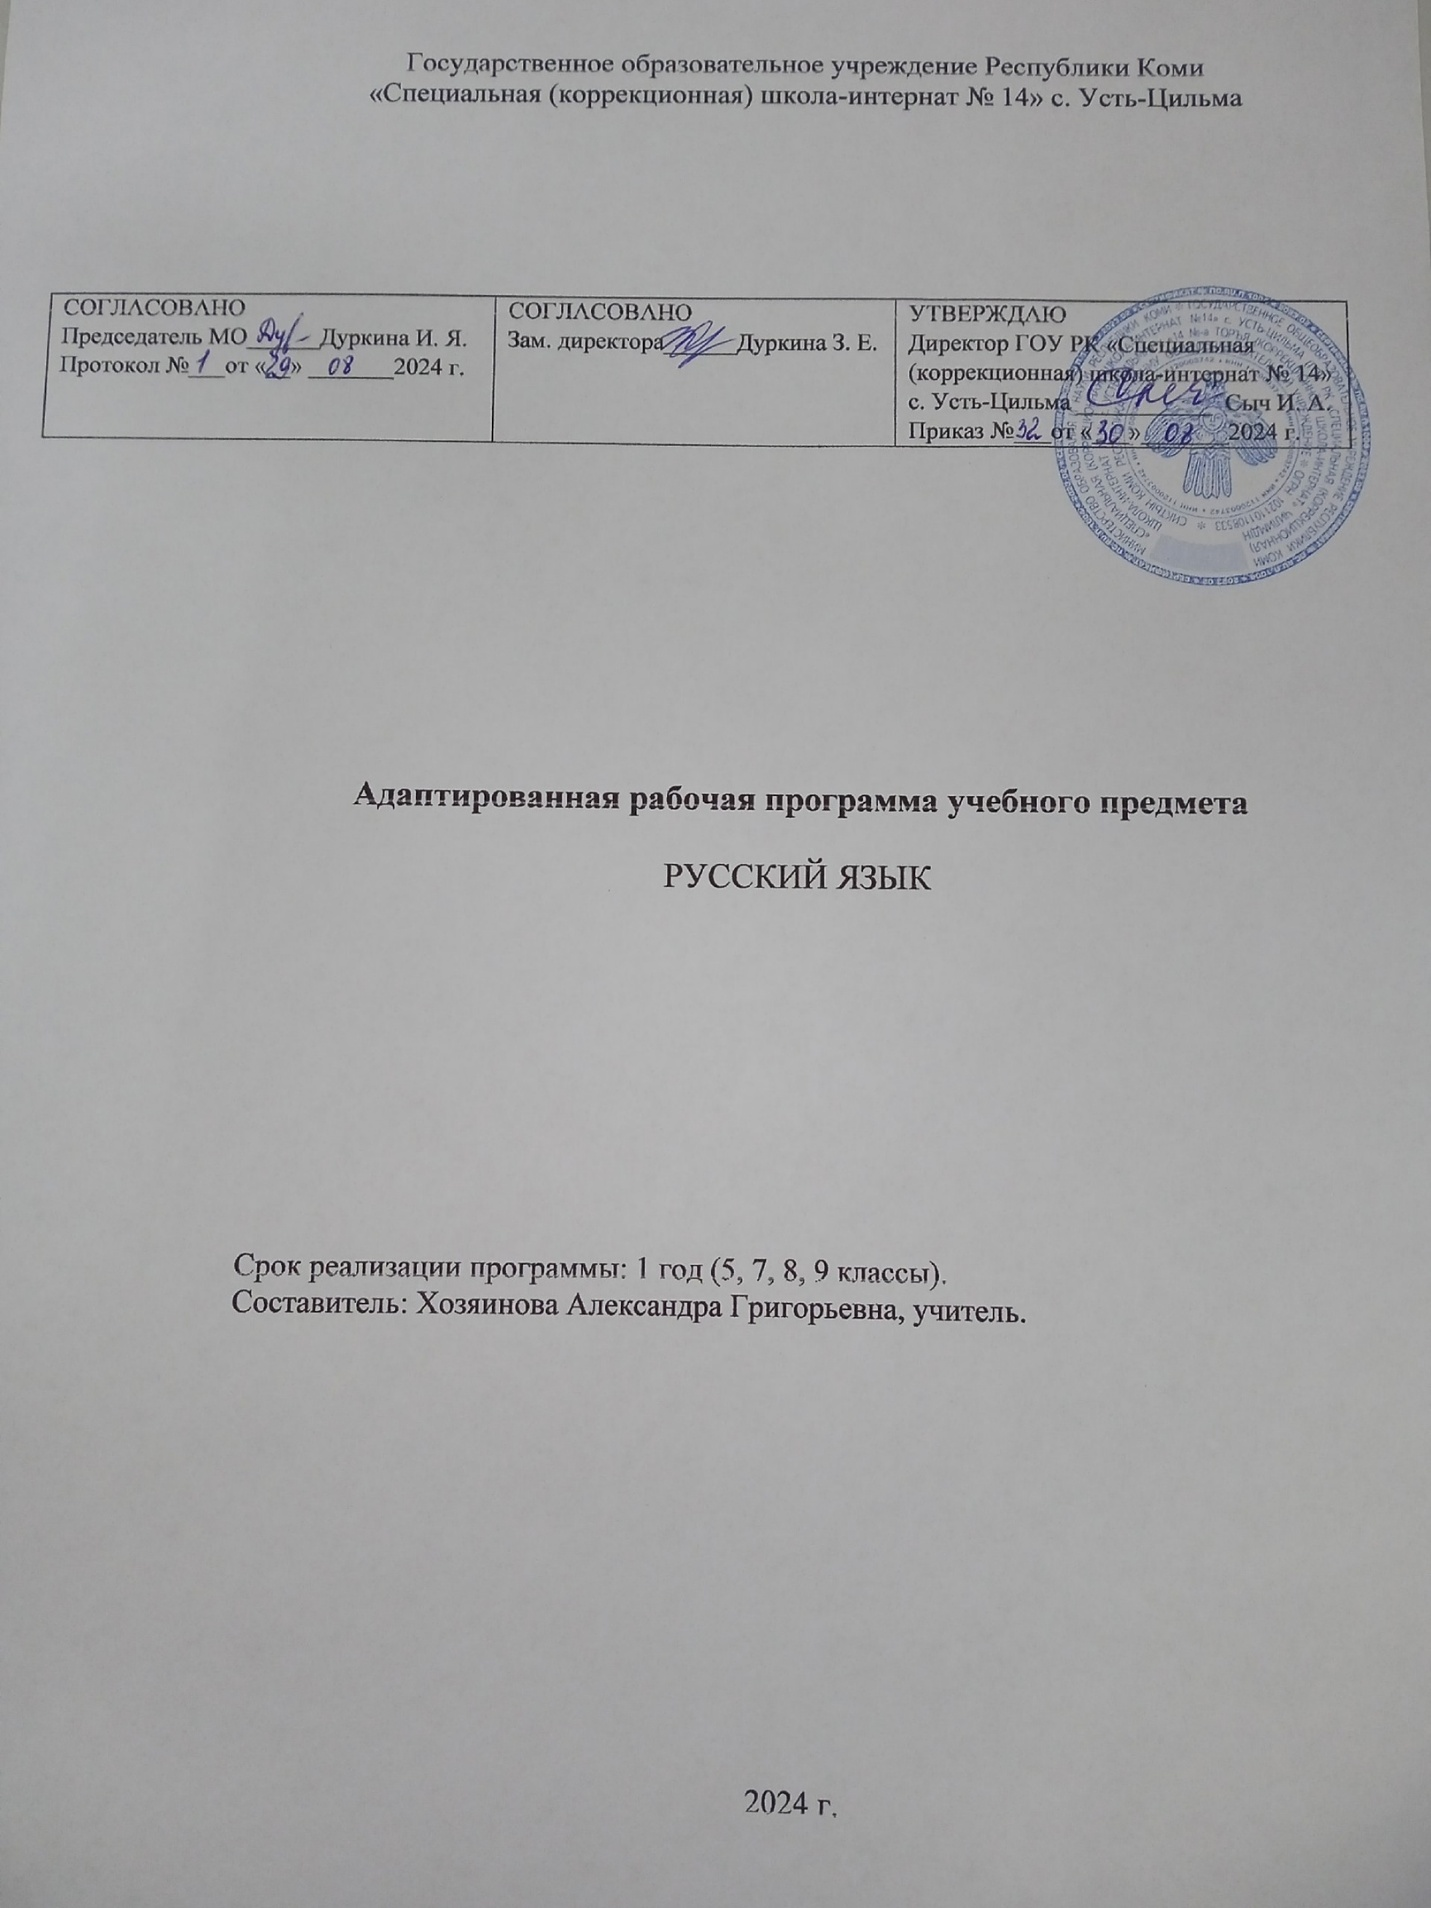 Государственное образовательное учреждение Республики Коми
«Специальная (коррекционная) школа-интернат № 14» с. Усть-Цильма
СОГЛАСОВАНО
Председатель МО Дуркина И. Я.
Протокол № 1 от «29» 08 2024 г.
СОГЛАСОВАНО
Зам. директора Дуркина З. Е.
УТВЕРЖДАЮ
Директор ГОУ РК «Специальная
(коррекционная) школа-интернат № 14»
с. Усть-Цильма Сыч И. А.
Приказ № 32 от «30» 08 2024 г.
Адаптированная рабочая программа учебного предмета
РУССКИЙ ЯЗЫК
Срок реализации программы: 1 год (5, 7, 8, 9 классы).
Составитель: Хозяинова Александра Григорьевна, учитель.
2024 г.